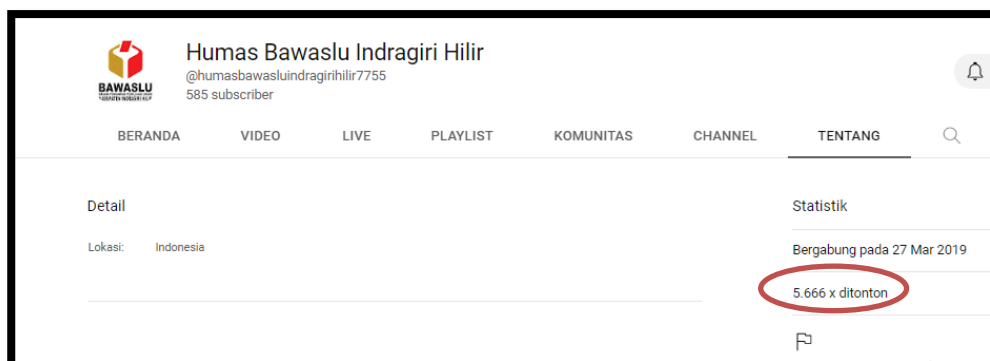 Humas Bawaslu Indragiri Hilir
@humasbawasluindragirihilir7755
585 subscriber
BAWASLU
BERANDA VIDEO LIVE PLAYLIST KOMUNITAS CHANNEL TENTANG
Detail
Lokasi: Indonesia
Statistik
Bergabung pada 27 Mar 2019
5.666 x ditonton